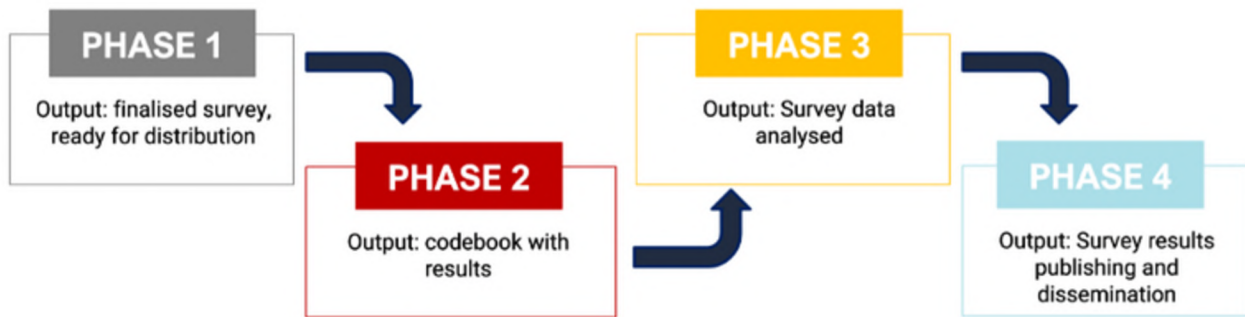 PHASE 1
Output: finalised survey,
ready for distribution
PHASE 2
Output: codebook with
results
PHASE 3
Output: Survey data
analysed
PHASE 4
Output: Survey results
publishing and
dissemination